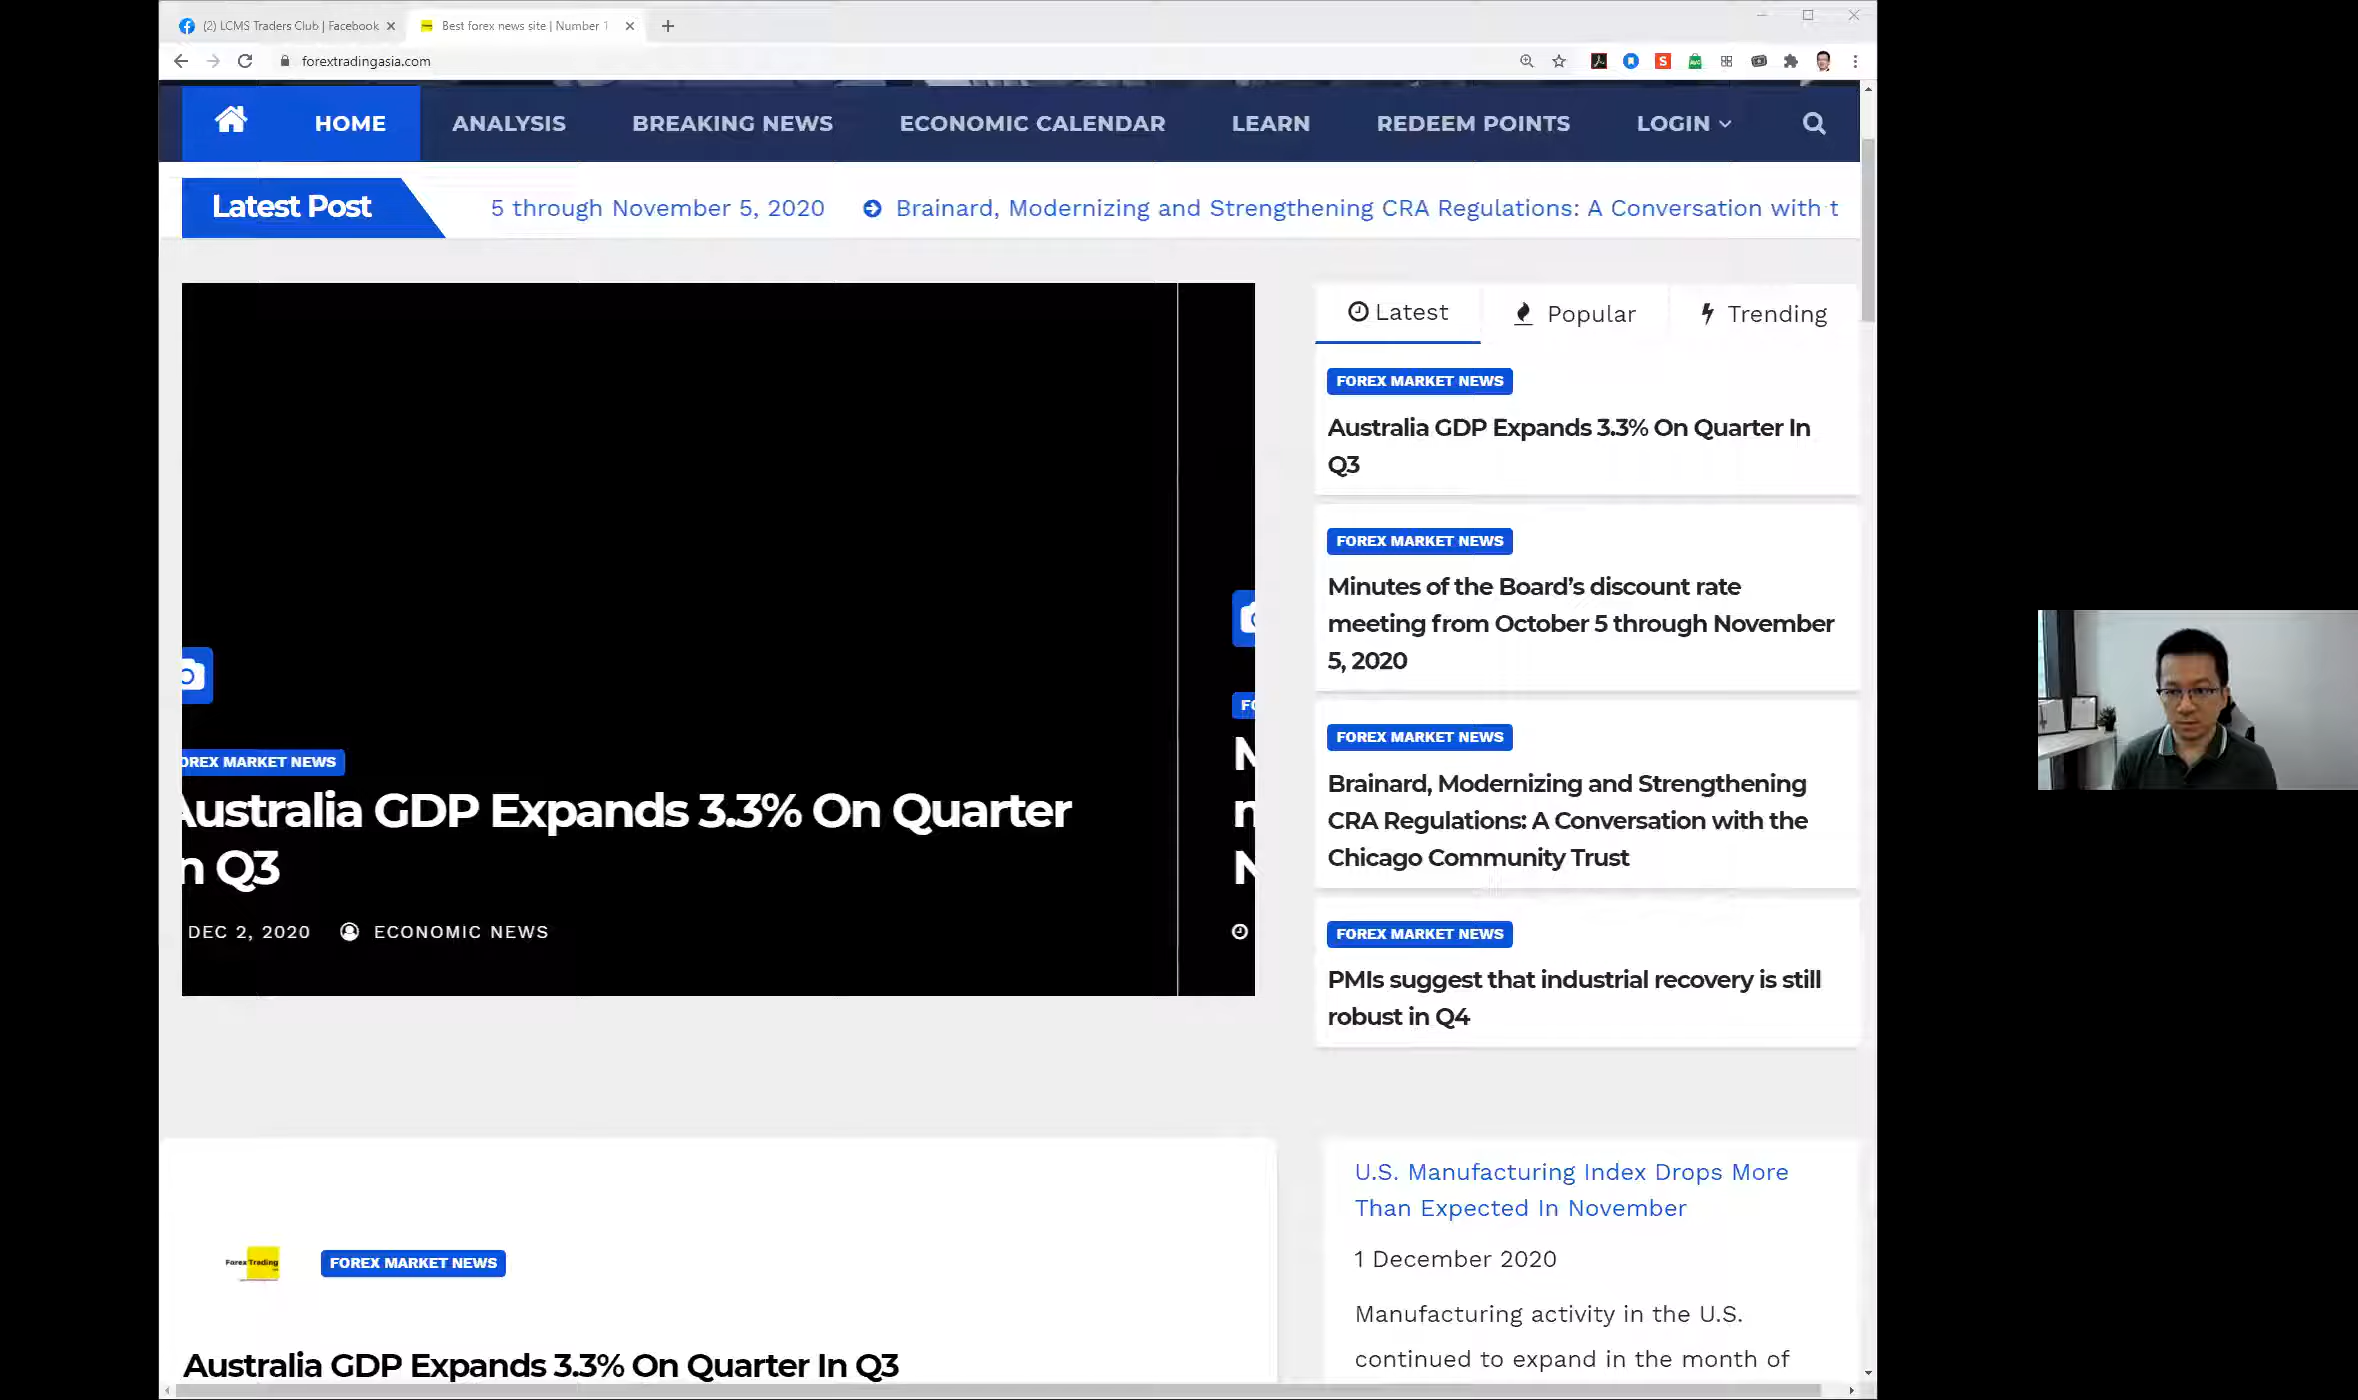 (2) LCMS Traders Club | Facebook
Best forex news site | Number 1
forextradingasia.com
HOME
ANALYSIS
BREAKING NEWS
ECONOMIC CALENDAR
LEARN
REDEEM POINTS
LOGIN
Latest Post
5 through November 5, 2020
Brainard, Modernizing and Strengthening CRA Regulations: A Conversation with t
OREX MARKET NEWS
Australia GDP Expands 3.3% On Quarter
In Q3
DEC 2, 2020
ECONOMIC NEWS
Latest
Popular
Trending
FOREX MARKET NEWS
Australia GDP Expands 3.3% On Quarter In
Q3
FOREX MARKET NEWS
Minutes of the Board’s discount rate
meeting from October 5 through November
5, 2020
FOREX MARKET NEWS
Brainard, Modernizing and Strengthening
CRA Regulations: A Conversation with the
Chicago Community Trust
FOREX MARKET NEWS
PMIs suggest that industrial recovery is still
robust in Q4
Forex Trading
FOREX MARKET NEWS
Australia GDP Expands 3.3% On Quarter In Q3
U.S. Manufacturing Index Drops More
Than Expected In November
1 December 2020
Manufacturing activity in the U.S.
continued to expand in the month of